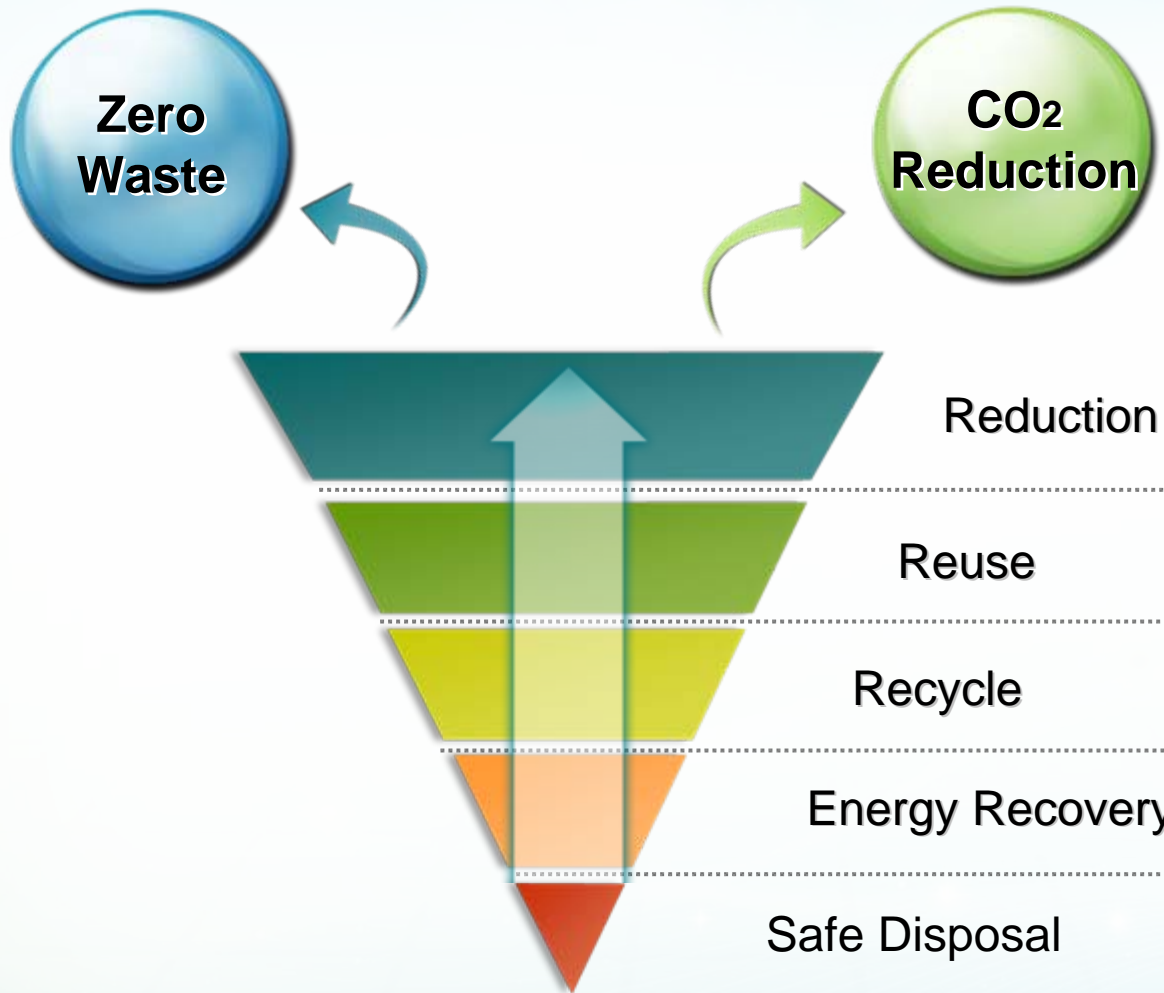 Zero
Waste
CO2
Reduction
Reduction
Reuse
Recycle
Energy Recovery
Safe Disposal